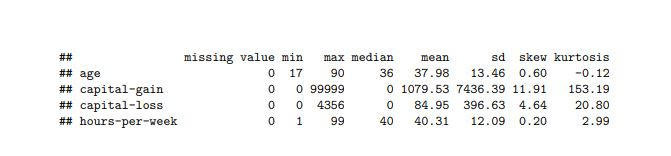 ##                missing value min   max median    mean      sd  skew kurtosis
## age                        0  17    90     36   37.98   13.46  0.60    -0.12
## capital-gain               0   0 99999      0 1079.53 7436.39 11.91   153.19
## capital-loss               0   0  4356      0   84.95  396.63  4.64    20.80
## hours-per-week             0   1    99     40   40.31   12.09  0.20     2.99